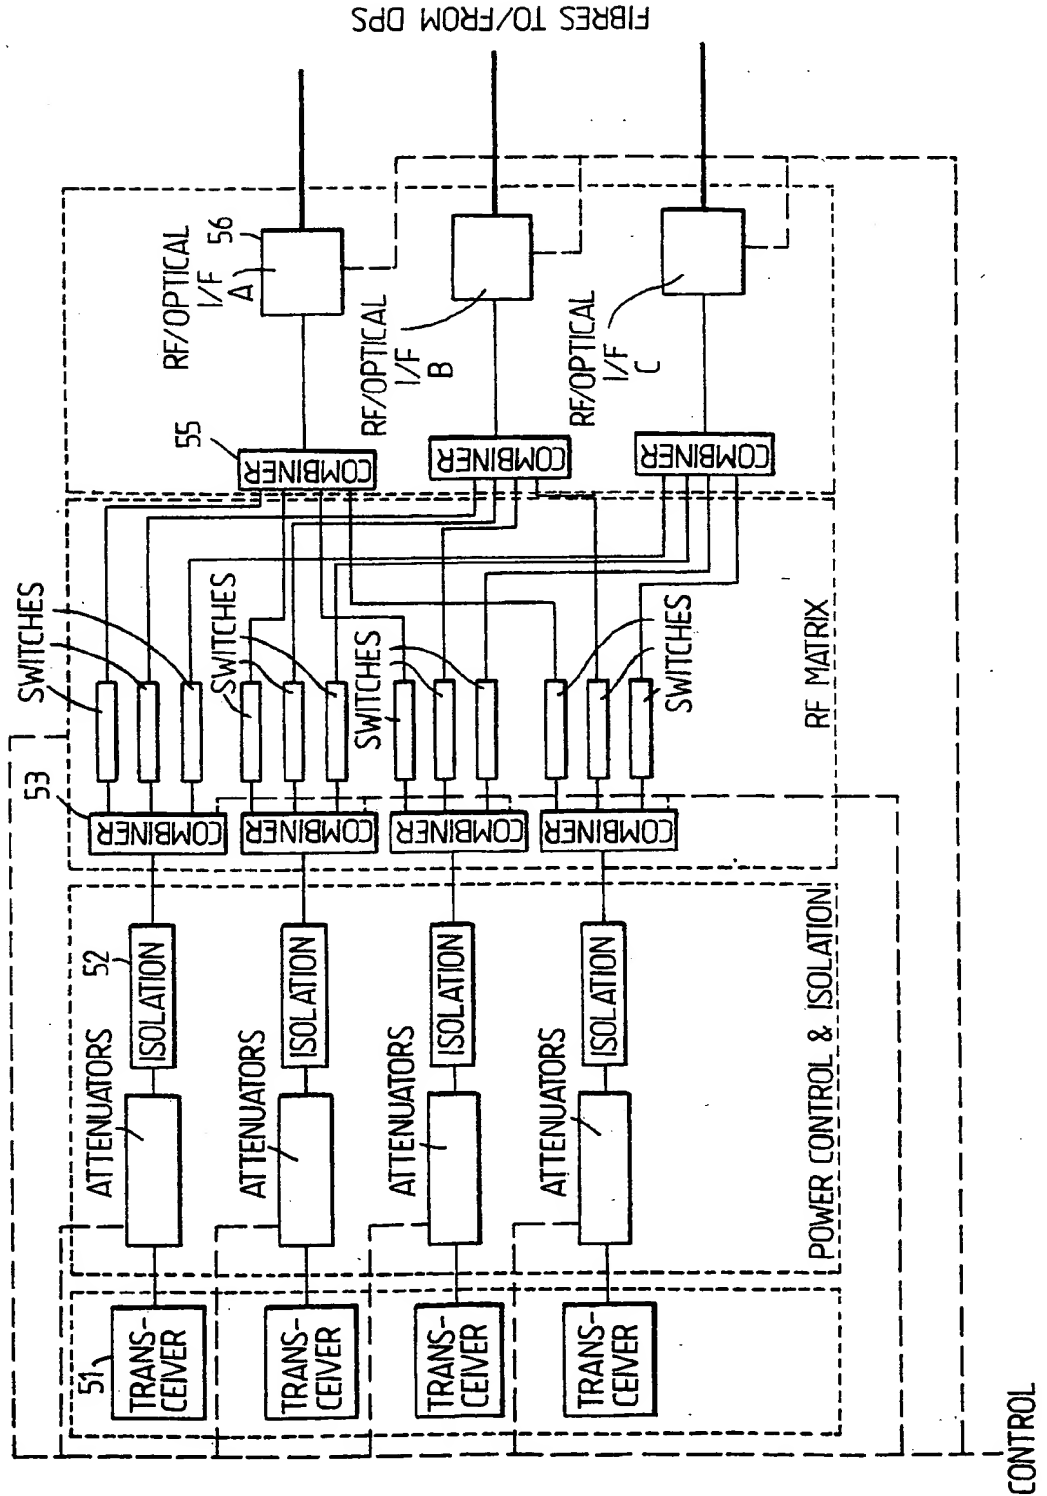 FIBRES TO/FROM DPS
RF/OPTICAL
I/F
A
56
RF/OPTICAL
I/F
B
RF/OPTICAL
I/F
C
55
COMBINER
COMBINER
COMBINER
SWITCHES
SWITCHES
SWITCHES
SWITCHES
RF MATRIX
53
COMBINER
COMBINER
COMBINER
COMBINER
52
ISOLATION
ISOLATION
ISOLATION
ISOLATION
ATTENUATORS
ATTENUATORS
ATTENUATORS
ATTENUATORS
POWER CONTROL & ISOLATION
51
TRANS-
CEIVER
TRANS-
CEIVER
TRANS-
CEIVER
TRANS-
CEIVER
CONTROL